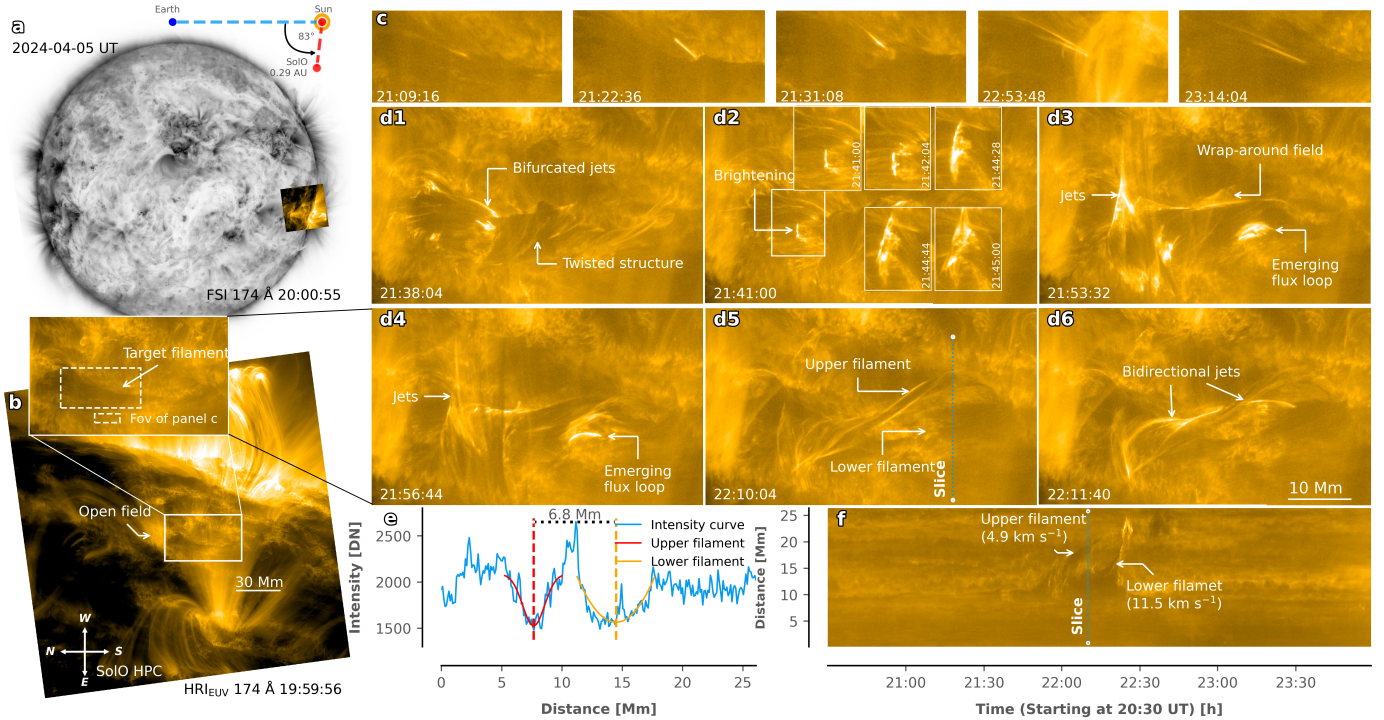 a
2024-04-05 UT
Earth
Sun
83°
SolO
0.29 AU
FSI 174 Å 20:00:55
b
Target filament
Fov of panel c
Open field
30 Mm
W
N
S
E
SolO HPC
HRI_EUV 174 Å 19:59:56
c
21:09:16
21:22:36
21:31:08
22:53:48
23:14:04
d1
Bifurcated jets
Twisted structure
21:38:04
d2
Brightening
21:41:00
21:42:04
21:44:28
21:44:44
21:45:00
21:41:00
d3
Wrap-around field
Jets
Emerging
flux loop
21:53:32
d4
Jets
Emerging
flux loop
21:56:44
d5
Upper filament
Lower filament
Slice
22:10:04
d6
Bidirectional jets
22:11:40
10 Mm
e
6.8 Mm
Intensity curve
Upper filament
Lower filament
Intensity [DN]
2500
2000
1500
0
5
10
15
20
25
Distance [Mm]
f
Upper filament
(4.9 km s⁻¹)
Lower filamet
(11.5 km s⁻¹)
Slice
Distance [Mm]
25
20
15
10
5
21:00
21:30
22:00
22:30
23:00
23:30
Time (Starting at 20:30 UT) [h]